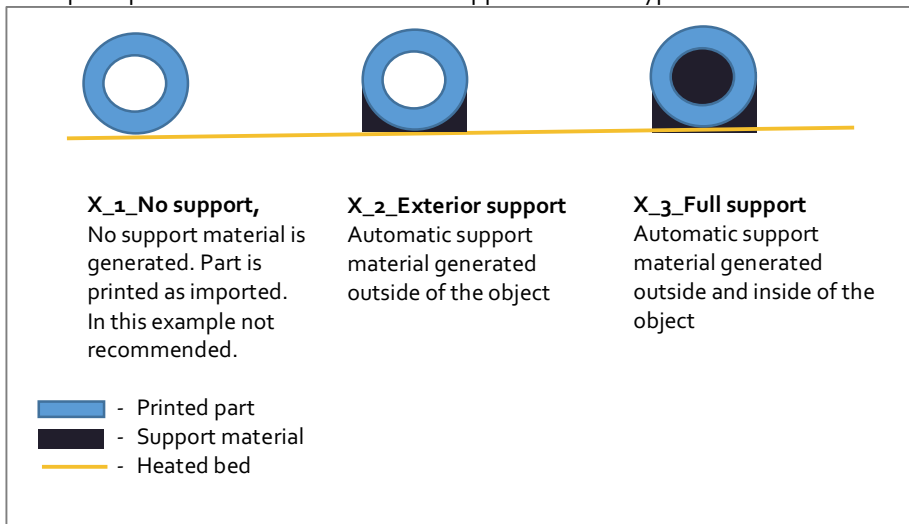 X_1_No support,
No support material is
generated. Part is
printed as imported.
In this example not
recommended.
X_2_Exterior support
Automatic support
material generated
outside of the object
X_3_Full support
Automatic support
material generated
outside and inside of the
object
- Printed part
- Support material
- Heated bed